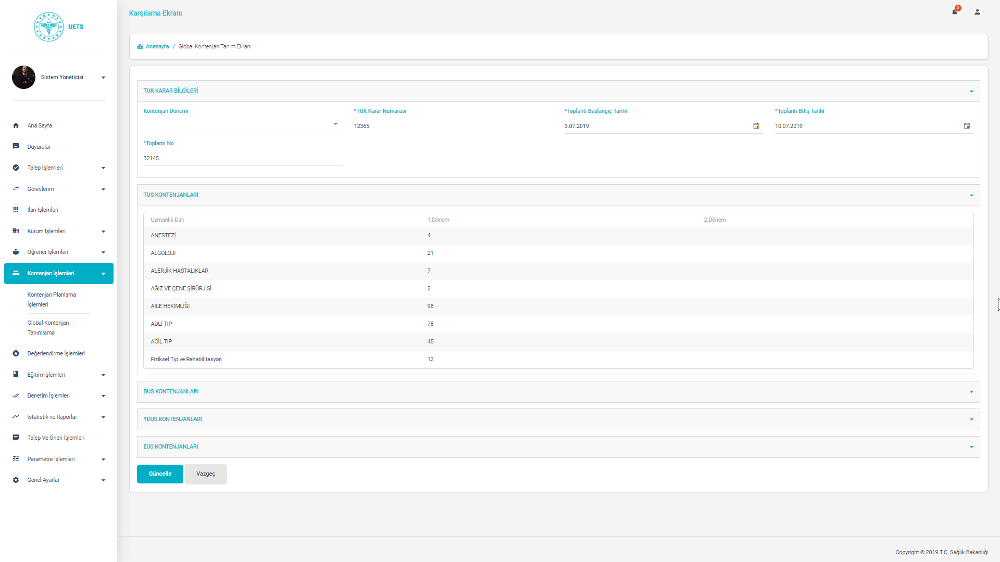 UETS
Sistem Yöneticisi
Ana Sayfa
Duyurular
Talep İşlemleri
Görevlerim
İlan İşlemleri
Kurum İşlemleri
Öğrenci İşlemleri
Kontenjan İşlemleri
Kontenjan Planlama
İşlemleri
Global Kontenjan
Tanımlama
Değerlendirme İşlemleri
Eğitim İşlemleri
Denetim İşlemleri
İstatistik ve Raporlar
Talep Ve Öneri İşlemleri
Parametre İşlemleri
Genel Ayarlar
Karşılama Ekranı
0
Anasayfa / Global Kontenjan Tanım Ekranı
TUK KARAR BİLGİLERİ
Kontenjan Dönemi *TUK Karar Numarası *Toplantı Başlangıç Tarihi *Toplantı Bitiş Tarihi
12365 3.07.2019 10.07.2019
*Toplantı No
32145
TUS KONTENJANLARI
Uzmanlık Dalı 1.Dönem 2.Dönem
ANESTEZİ 4
ALGOLOJİ 21
ALERJİK HASTALIKLAR 7
AĞIZ VE ÇENE ŞİRÜRJİSİ 2
AİLE HEKİMLİĞİ 98
ADLİ TIP 78
ACİL TIP 45
Fiziksel Tıp ve Rehabilitasyon 12
DUS KONTENJANLARI
YDUS KONTENJANLARI
EUS KONTENJANLARI
Güncelle Vazgeç
Copyright © 2019 T.C. Sağlık Bakanlığı